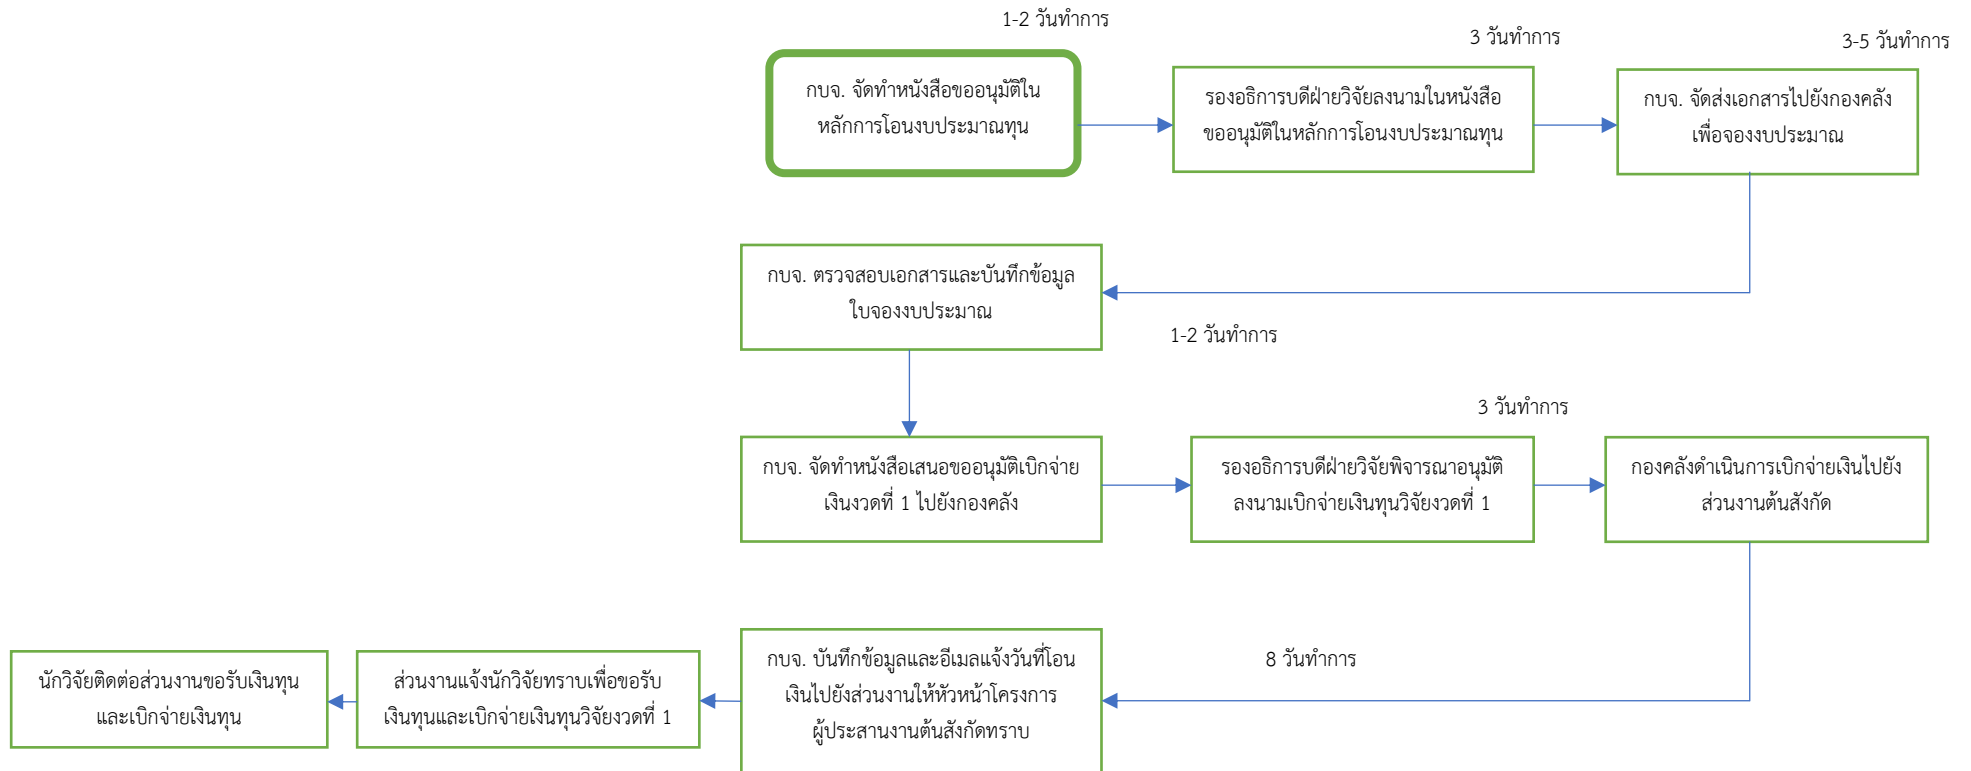 1-2 วันทำการ
3 วันทำการ
3-5 วันทำการ
กบจ. จัดทำหนังสือขออนุมัติใน
หลักการโอนงบประมาณทุน
รองอธิการบดีฝ่ายวิจัยลงนามในหนังสือ
ขออนุมัติในหลักการโอนงบประมาณทุน
กบจ. จัดส่งเอกสารไปยังกองคลัง
เพื่อจองงบประมาณ
กบจ. ตรวจสอบเอกสารและบันทึกข้อมูล
ใบจองงบประมาณ
1-2 วันทำการ
3 วันทำการ
กบจ. จัดทำหนังสือเสนอขออนุมัติเบิกจ่าย
เงินงวดที่ 1 ไปยังกองคลัง
รองอธิการบดีฝ่ายวิจัยพิจารณาอนุมัติ
ลงนามเบิกจ่ายเงินทุนวิจัยงวดที่ 1
กองคลังดำเนินการเบิกจ่ายเงินไปยัง
ส่วนงานต้นสังกัด
8 วันทำการ
กบจ. บันทึกข้อมูลและอีเมลแจ้งวันที่โอน
เงินไปยังส่วนงานให้หัวหน้าโครงการ
ผู้ประสานงานต้นสังกัดทราบ
ส่วนงานแจ้งนักวิจัยทราบเพื่อขอรับ
เงินทุนและเบิกจ่ายเงินทุนวิจัยงวดที่ 1
นักวิจัยติดต่อส่วนงานขอรับเงินทุน
และเบิกจ่ายเงินทุน